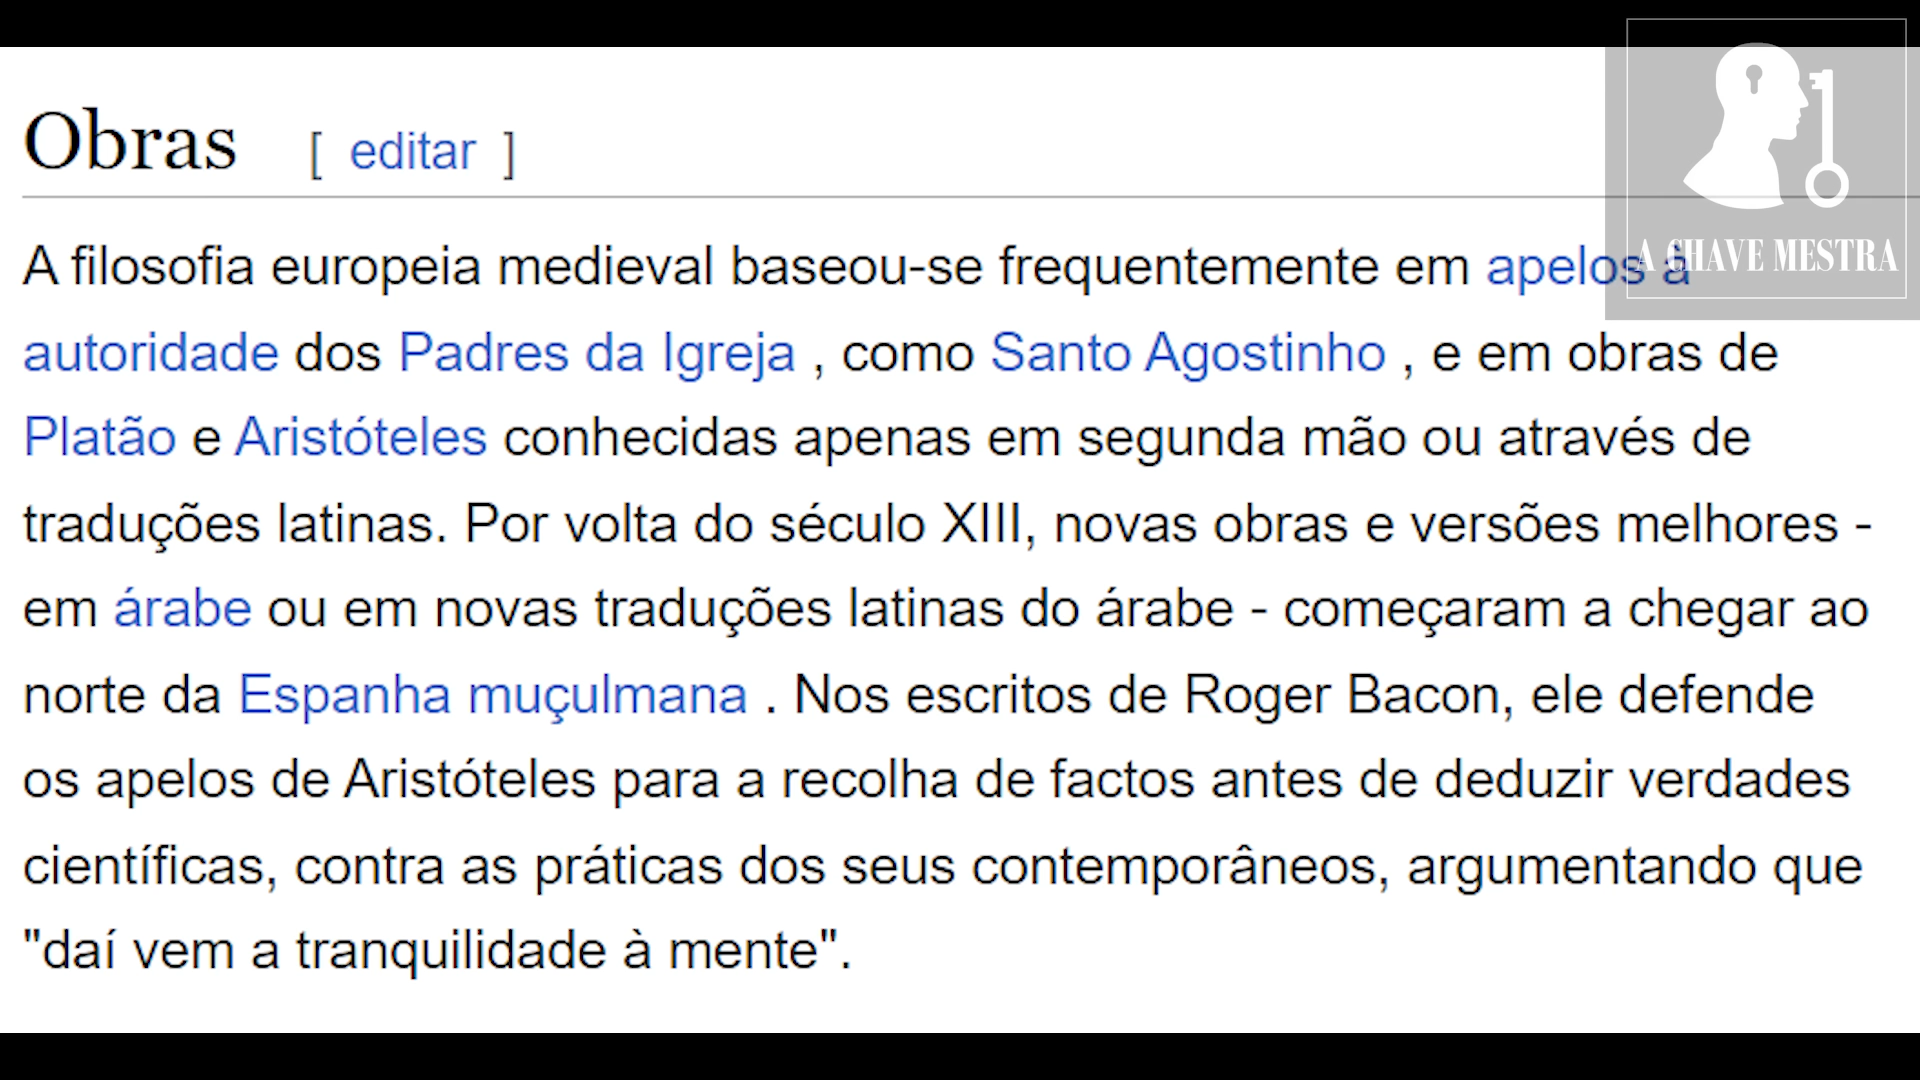 Obras [ editar ]
A CHAVE MESTRA
A filosofia europeia medieval baseou-se frequentemente em apelos à
autoridade dos Padres da Igreja , como Santo Agostinho , e em obras de
Platão e Aristóteles conhecidas apenas em segunda mão ou através de
traduções latinas. Por volta do século XIII, novas obras e versões melhores -
em árabe ou em novas traduções latinas do árabe - começaram a chegar ao
norte da Espanha muçulmana . Nos escritos de Roger Bacon, ele defende
os apelos de Aristóteles para a recolha de factos antes de deduzir verdades
científicas, contra as práticas dos seus contemporâneos, argumentando que
"daí vem a tranquilidade à mente".